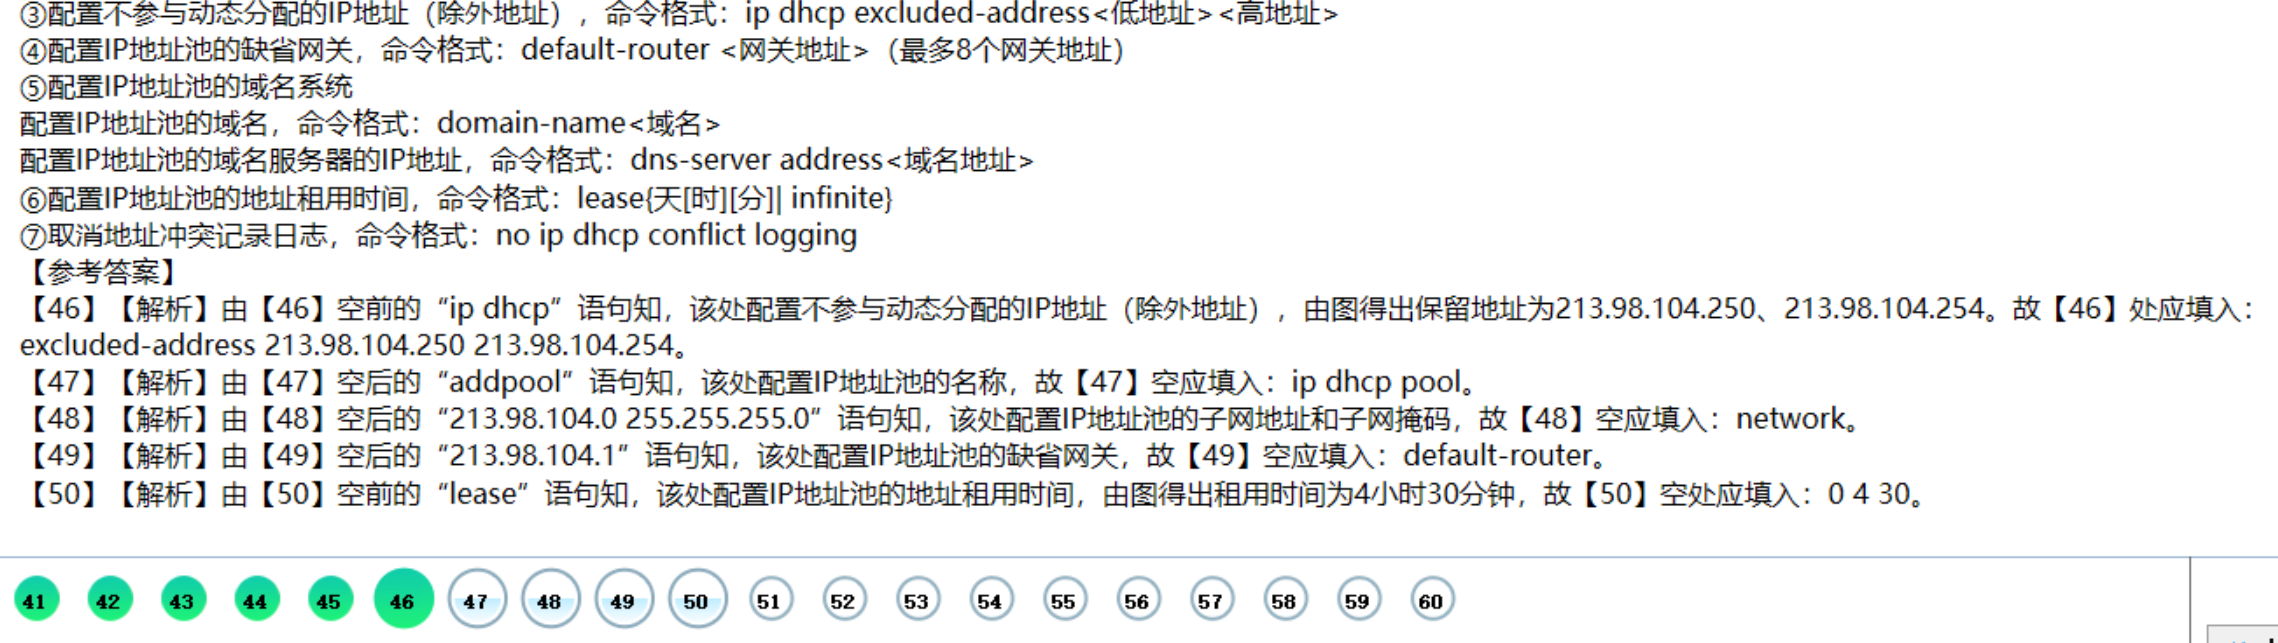 ③配置不参与动态分配的IP地址（除外地址），命令格式：ip dhcp excluded-address<低地址><高地址>
④配置IP地址池的缺省网关，命令格式：default-router <网关地址>（最多8个网关地址）
⑤配置IP地址池的域名系统
配置IP地址池的域名，命令格式：domain-name<域名>
配置IP地址池的域名服务器的IP地址，命令格式：dns-server address<域名地址>
⑥配置IP地址池的地址租用时间，命令格式：lease{天[时][分]| infinite}
⑦取消地址冲突记录日志，命令格式：no ip dhcp conflict logging
【参考答案】
【46】【解析】由【46】空前的“ip dhcp”语句知，该处配置不参与动态分配的IP地址（除外地址），由图得出保留地址为213.98.104.250、213.98.104.254。故【46】处应填入：
excluded-address 213.98.104.250 213.98.104.254。
【47】【解析】由【47】空后的“addpool”语句知，该处配置IP地址池的名称，故【47】空应填入：ip dhcp pool。
【48】【解析】由【48】空后的“213.98.104.0 255.255.255.0”语句知，该处配置IP地址池的子网地址和子网掩码，故【48】空应填入：network。
【49】【解析】由【49】空后的“213.98.104.1”语句知，该处配置IP地址池的缺省网关，故【49】空应填入：default-router。
【50】【解析】由【50】空前的“lease”语句知，该处配置IP地址池的地址租用时间，由图得出租用时间为4小时30分钟，故【50】空处应填入：0 4 30。
41 42 43 44 45 46 47 48 49 50 51 52 53 54 55 56 57 58 59 60